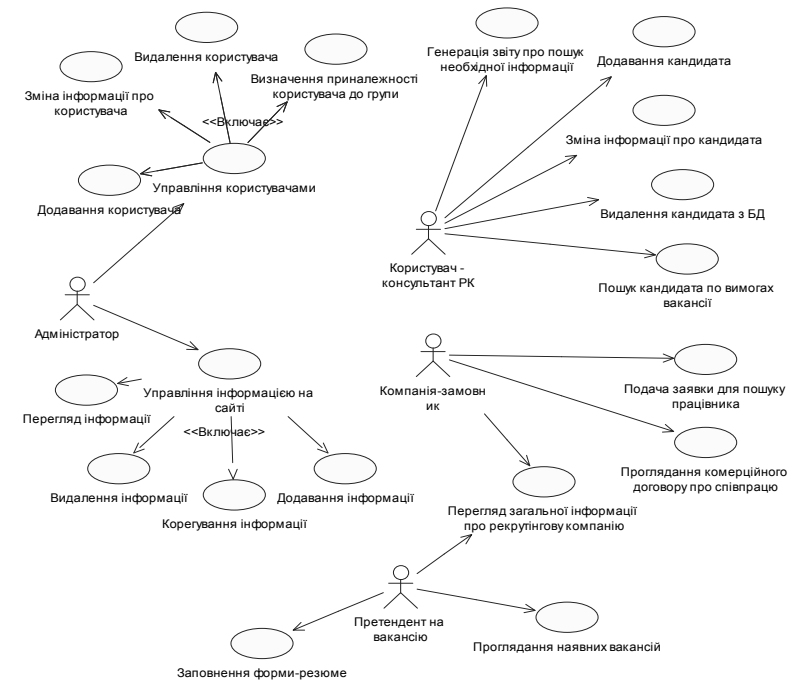 Видалення користувача
Визначення приналежності
користувача до групи
Зміна інформації про
користувача
<<Включає>>
Управління користувачами
Додавання користувача
Адміністратор
Управління інформацією на
сайті
Перегляд інформації
<<Включає>>
Видалення інформації
Корегування інформації
Додавання інформації
Генерація звіту про пошук
необхідної інформації
Додавання кандидата
Зміна інформації про кандидата
Видалення кандидата з БД
Користувач -
консультант РК
Пошук кандидата по вимогах
вакансії
Компанія-замовн
ик
Подача заявки для пошуку
працівника
Проглядання комерційного
договору про співпрацю
Перегляд загальної інформації
про рекрутінгову компанію
Претендент на
вакансію
Проглядання наявних вакансій
Заповнення форми-резюме